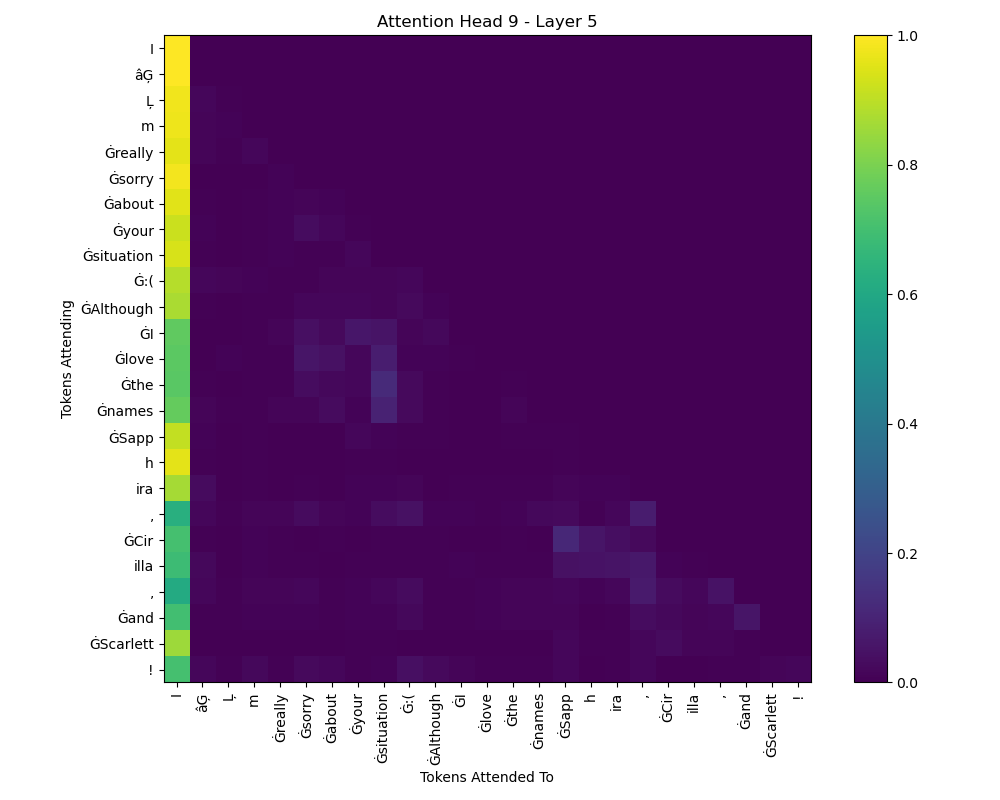 Attention Head 9 - Layer 5
Tokens Attending
I
âĢ
Ļ
m
Ġreally
Ġsorry
Ġabout
Ġyour
Ġsituation
Ġ:(
ĠAlthough
ĠI
Ġlove
Ġthe
Ġnames
ĠSapp
h
ira
,
ĠCir
illa
,
Ġand
ĠScarlett
!
I
âĢ
Ļ
m
Ġreally
Ġsorry
Ġabout
Ġyour
Ġsituation
Ġ:(
ĠAlthough
ĠI
Ġlove
Ġthe
Ġnames
ĠSapp
h
ira
,
ĠCir
illa
,
Ġand
ĠScarlett
!
Tokens Attended To
1.0
0.8
0.6
0.4
0.2
0.0